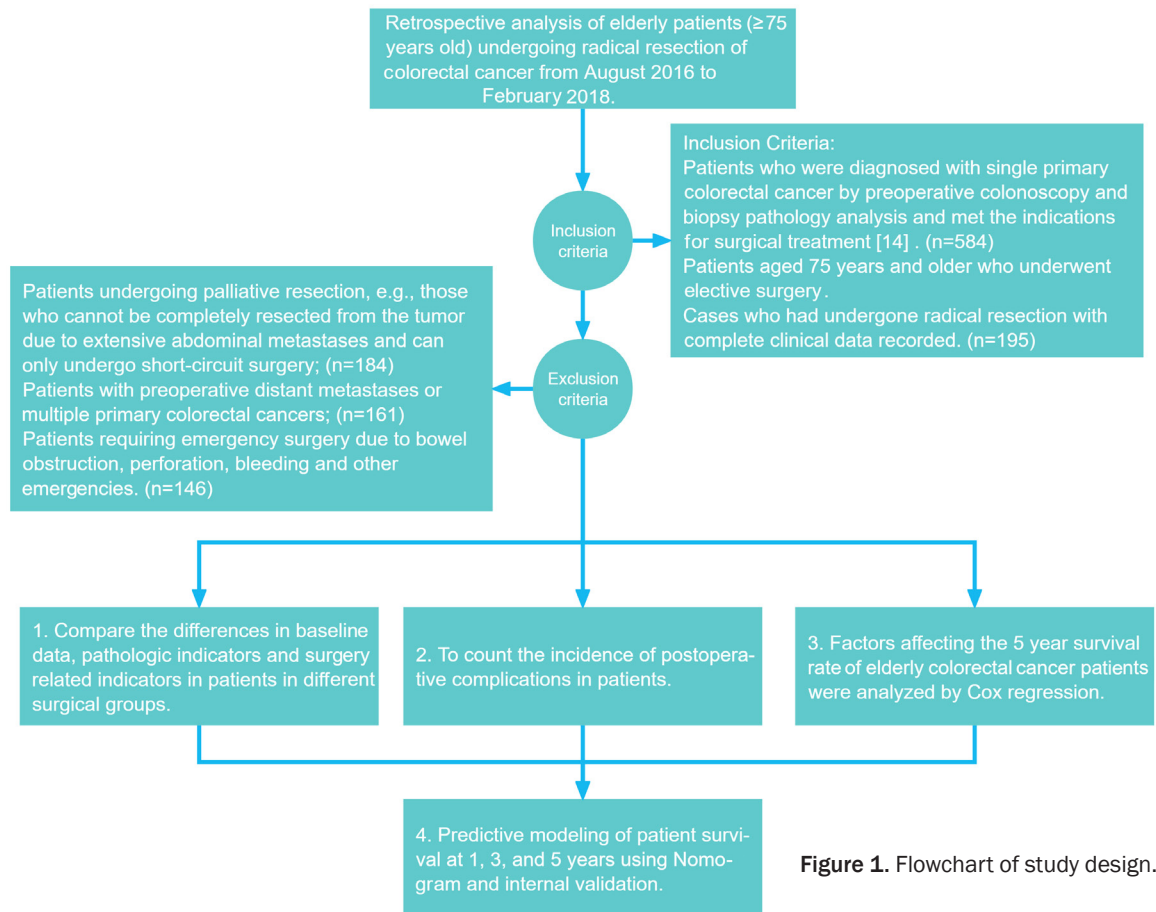 Retrospective analysis of elderly patients (≥75
years old) undergoing radical resection of
colorectal cancer from August 2016 to
February 2018.
Inclusion
criteria
Inclusion Criteria:
Patients who were diagnosed with single primary
colorectal cancer by preoperative colonoscopy and
biopsy pathology analysis and met the indications
for surgical treatment [14] . (n=584)
Patients aged 75 years and older who underwent
elective surgery.
Cases who had undergone radical resection with
complete clinical data recorded. (n=195)
Exclusion
criteria
Patients undergoing palliative resection, e.g., those
who cannot be completely resected from the tumor
due to extensive abdominal metastases and can
only undergo short-circuit surgery; (n=184)
Patients with preoperative distant metastases or
multiple primary colorectal cancers; (n=161)
Patients requiring emergency surgery due to bowel
obstruction, perforation, bleeding and other
emergencies. (n=146)
1. Compare the differences in baseline
data, pathologic indicators and surgery
related indicators in patients in different
surgical groups.
2. To count the incidence of postopera-
tive complications in patients.
3. Factors affecting the 5 year survival
rate of elderly colorectal cancer patients
were analyzed by Cox regression.
4. Predictive modeling of patient survi-
val at 1, 3, and 5 years using Nomo-
gram and internal validation.
Figure 1. Flowchart of study design.